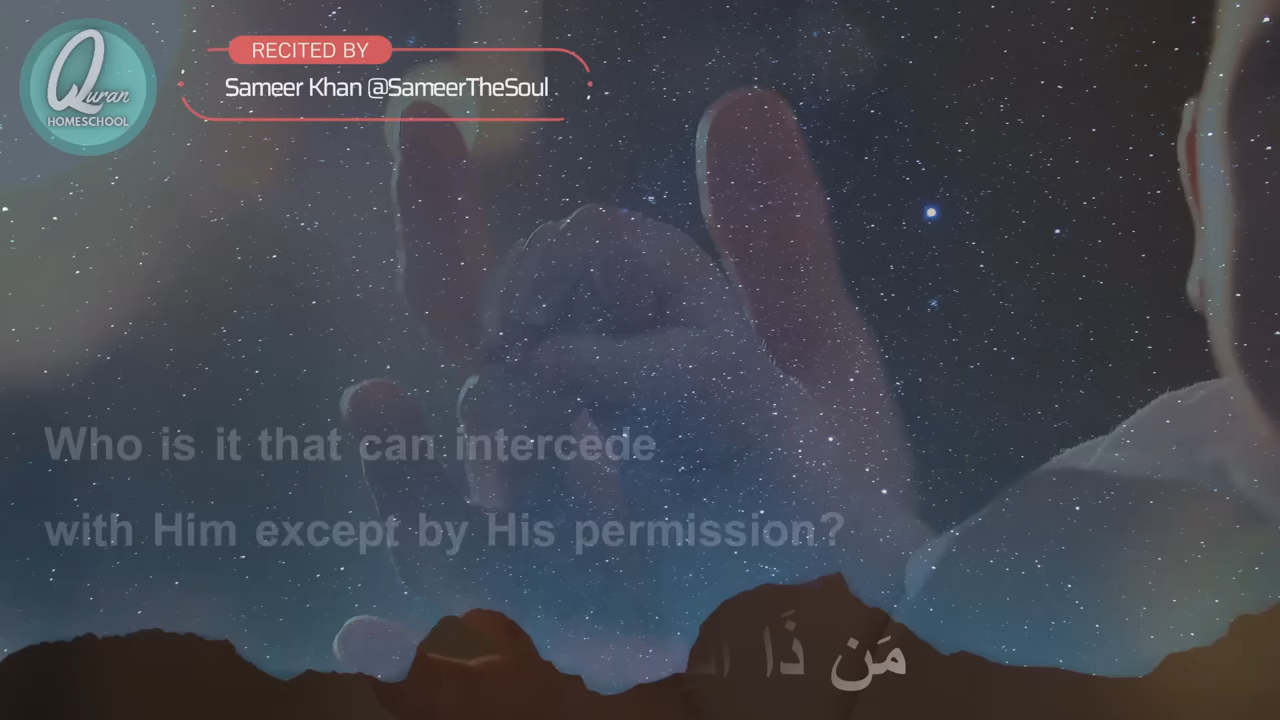 Quran
HOMESCHOOL
RECITED BY
Sameer Khan @SameerTheSoul
Who is it that can intercede
with Him except by His permission?
مَن ذَا